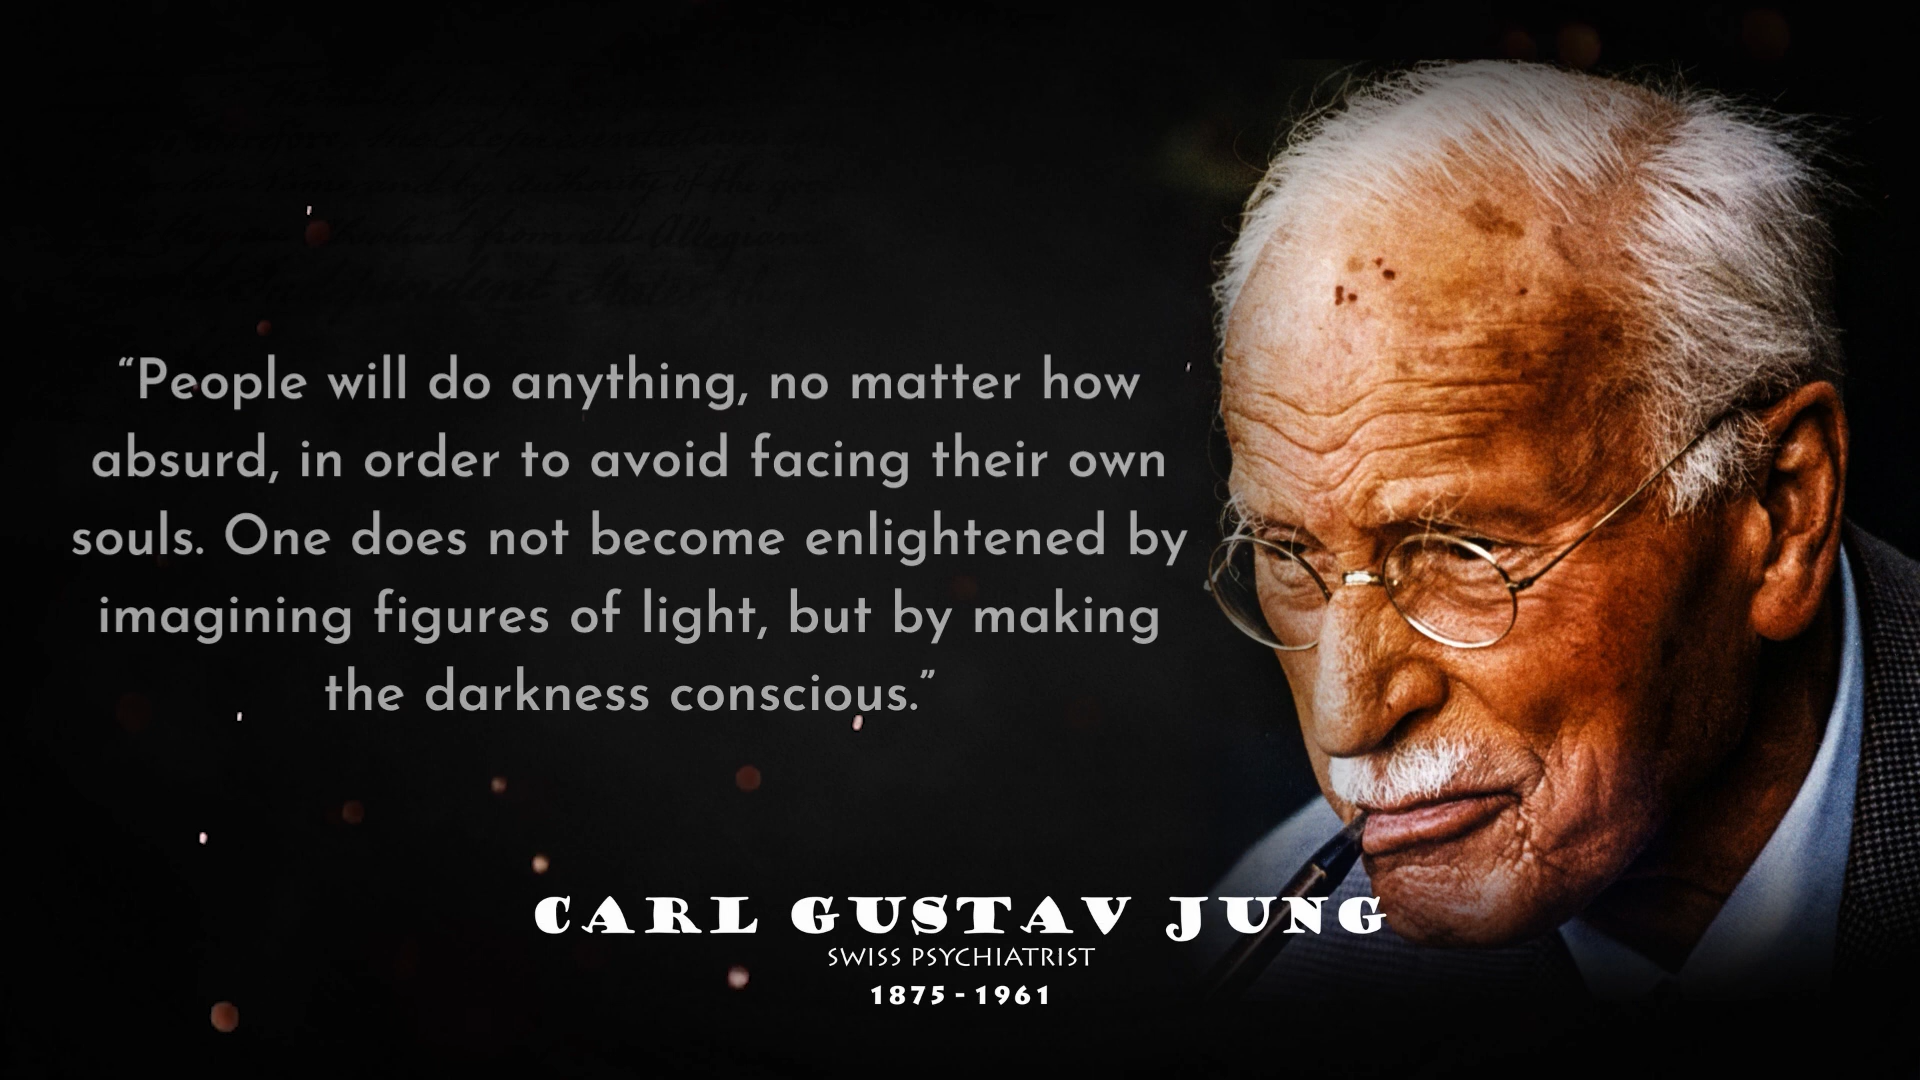 “People will do anything, no matter how
absurd, in order to avoid facing their own
souls. One does not become enlightened by
imagining figures of light, but by making
the darkness conscious.”
CARL GUSTAV JUNG
SWISS PSYCHIATRIST
1875 - 1961